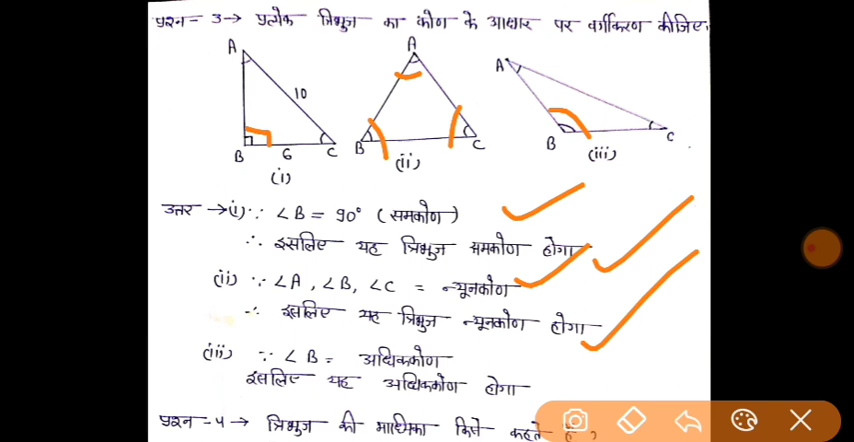 प्रश्न - 3 → प्रत्येक त्रिभुज का कोण के आधार पर वर्गीकरण कीजिए.
A
10
B 6 C
(i)
A
B C
(ii)
A
B C
(iii)
उत्तर → (i) ∵ ∠B = 90° (समकोण)
∴ इसलिए यह त्रिभुज समकोण होगा
(ii) ∵ ∠A, ∠B, ∠C = न्यूनकोण
∴ इसलिए यह त्रिभुज न्यूनकोण होगा
(iii) ∵ ∠B = अधिककोण
इसलिए यह अधिककोण होगा
प्रश्न - 4 → त्रिभुज की माध्यिका किसे कहते हैं ?